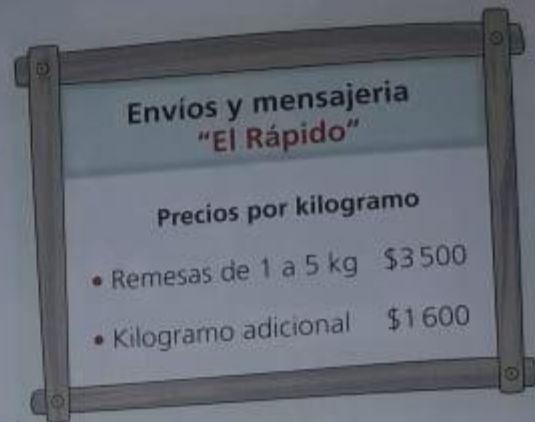 Envíos y mensajeria
"El Rápido"
Precios por kilogramo
• Remesas de 1 a 5 kg $3 500
• Kilogramo adicional $1 600